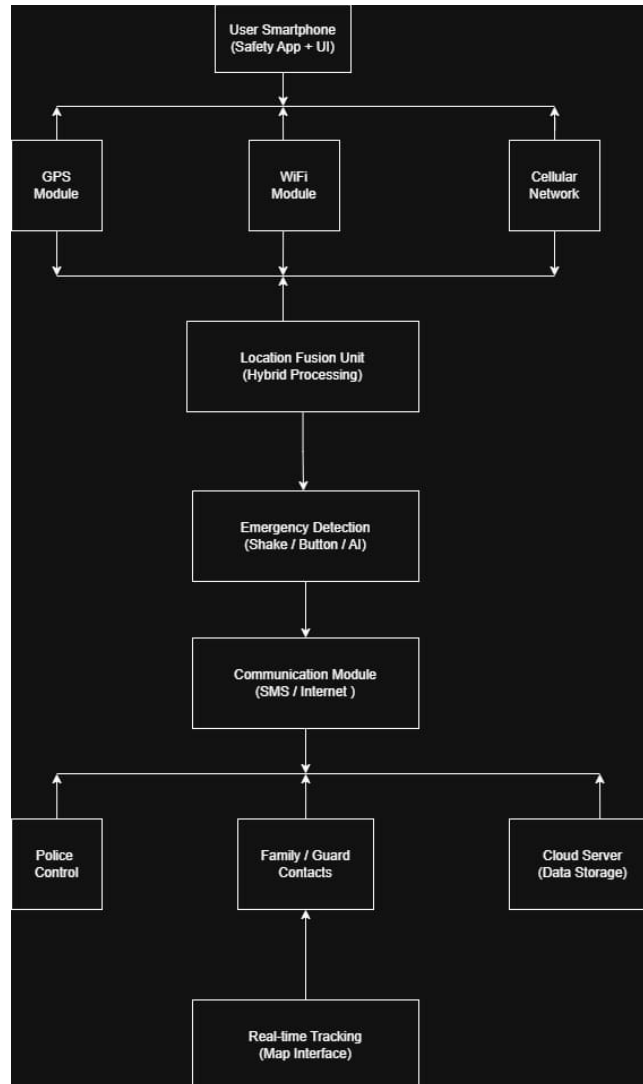 User Smartphone
(Safety App + UI)
GPS
Module
WiFi
Module
Cellular
Network
Location Fusion Unit
(Hybrid Processing)
Emergency Detection
(Shake / Button / AI)
Communication Module
(SMS / Internet )
Police
Control
Family / Guard
Contacts
Cloud Server
(Data Storage)
Real-time Tracking
(Map Interface)